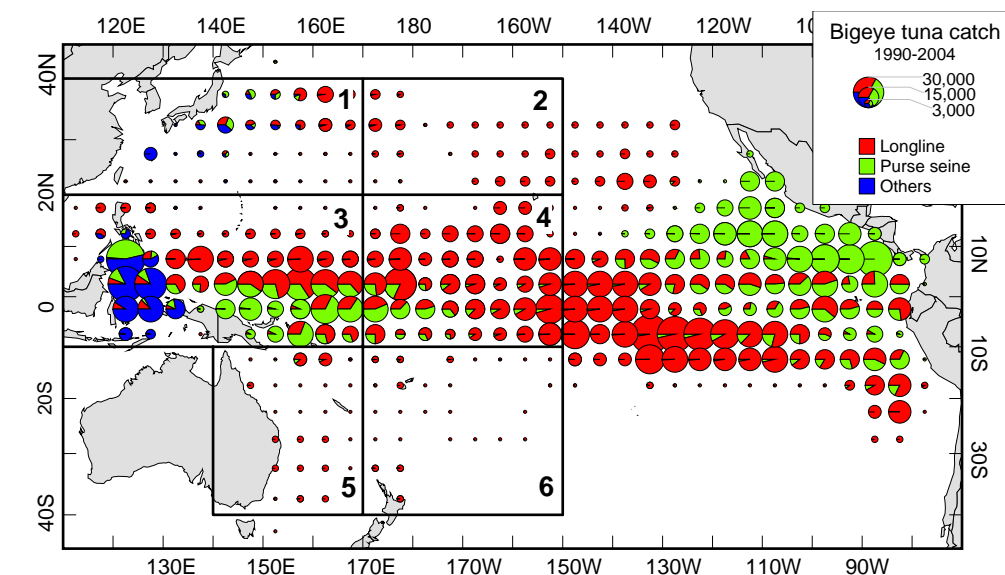 120E 140E 160E 180 160W 140W 120W 10
Bigeye tuna catch
1990-2004
30,000
15,000
3,000
Longline
Purse seine
Others
40N
20N
0
20S
40S
10N
10S
30S
1 2
3 4
5 6
130E 150E 170E 170W 150W 130W 110W 90W